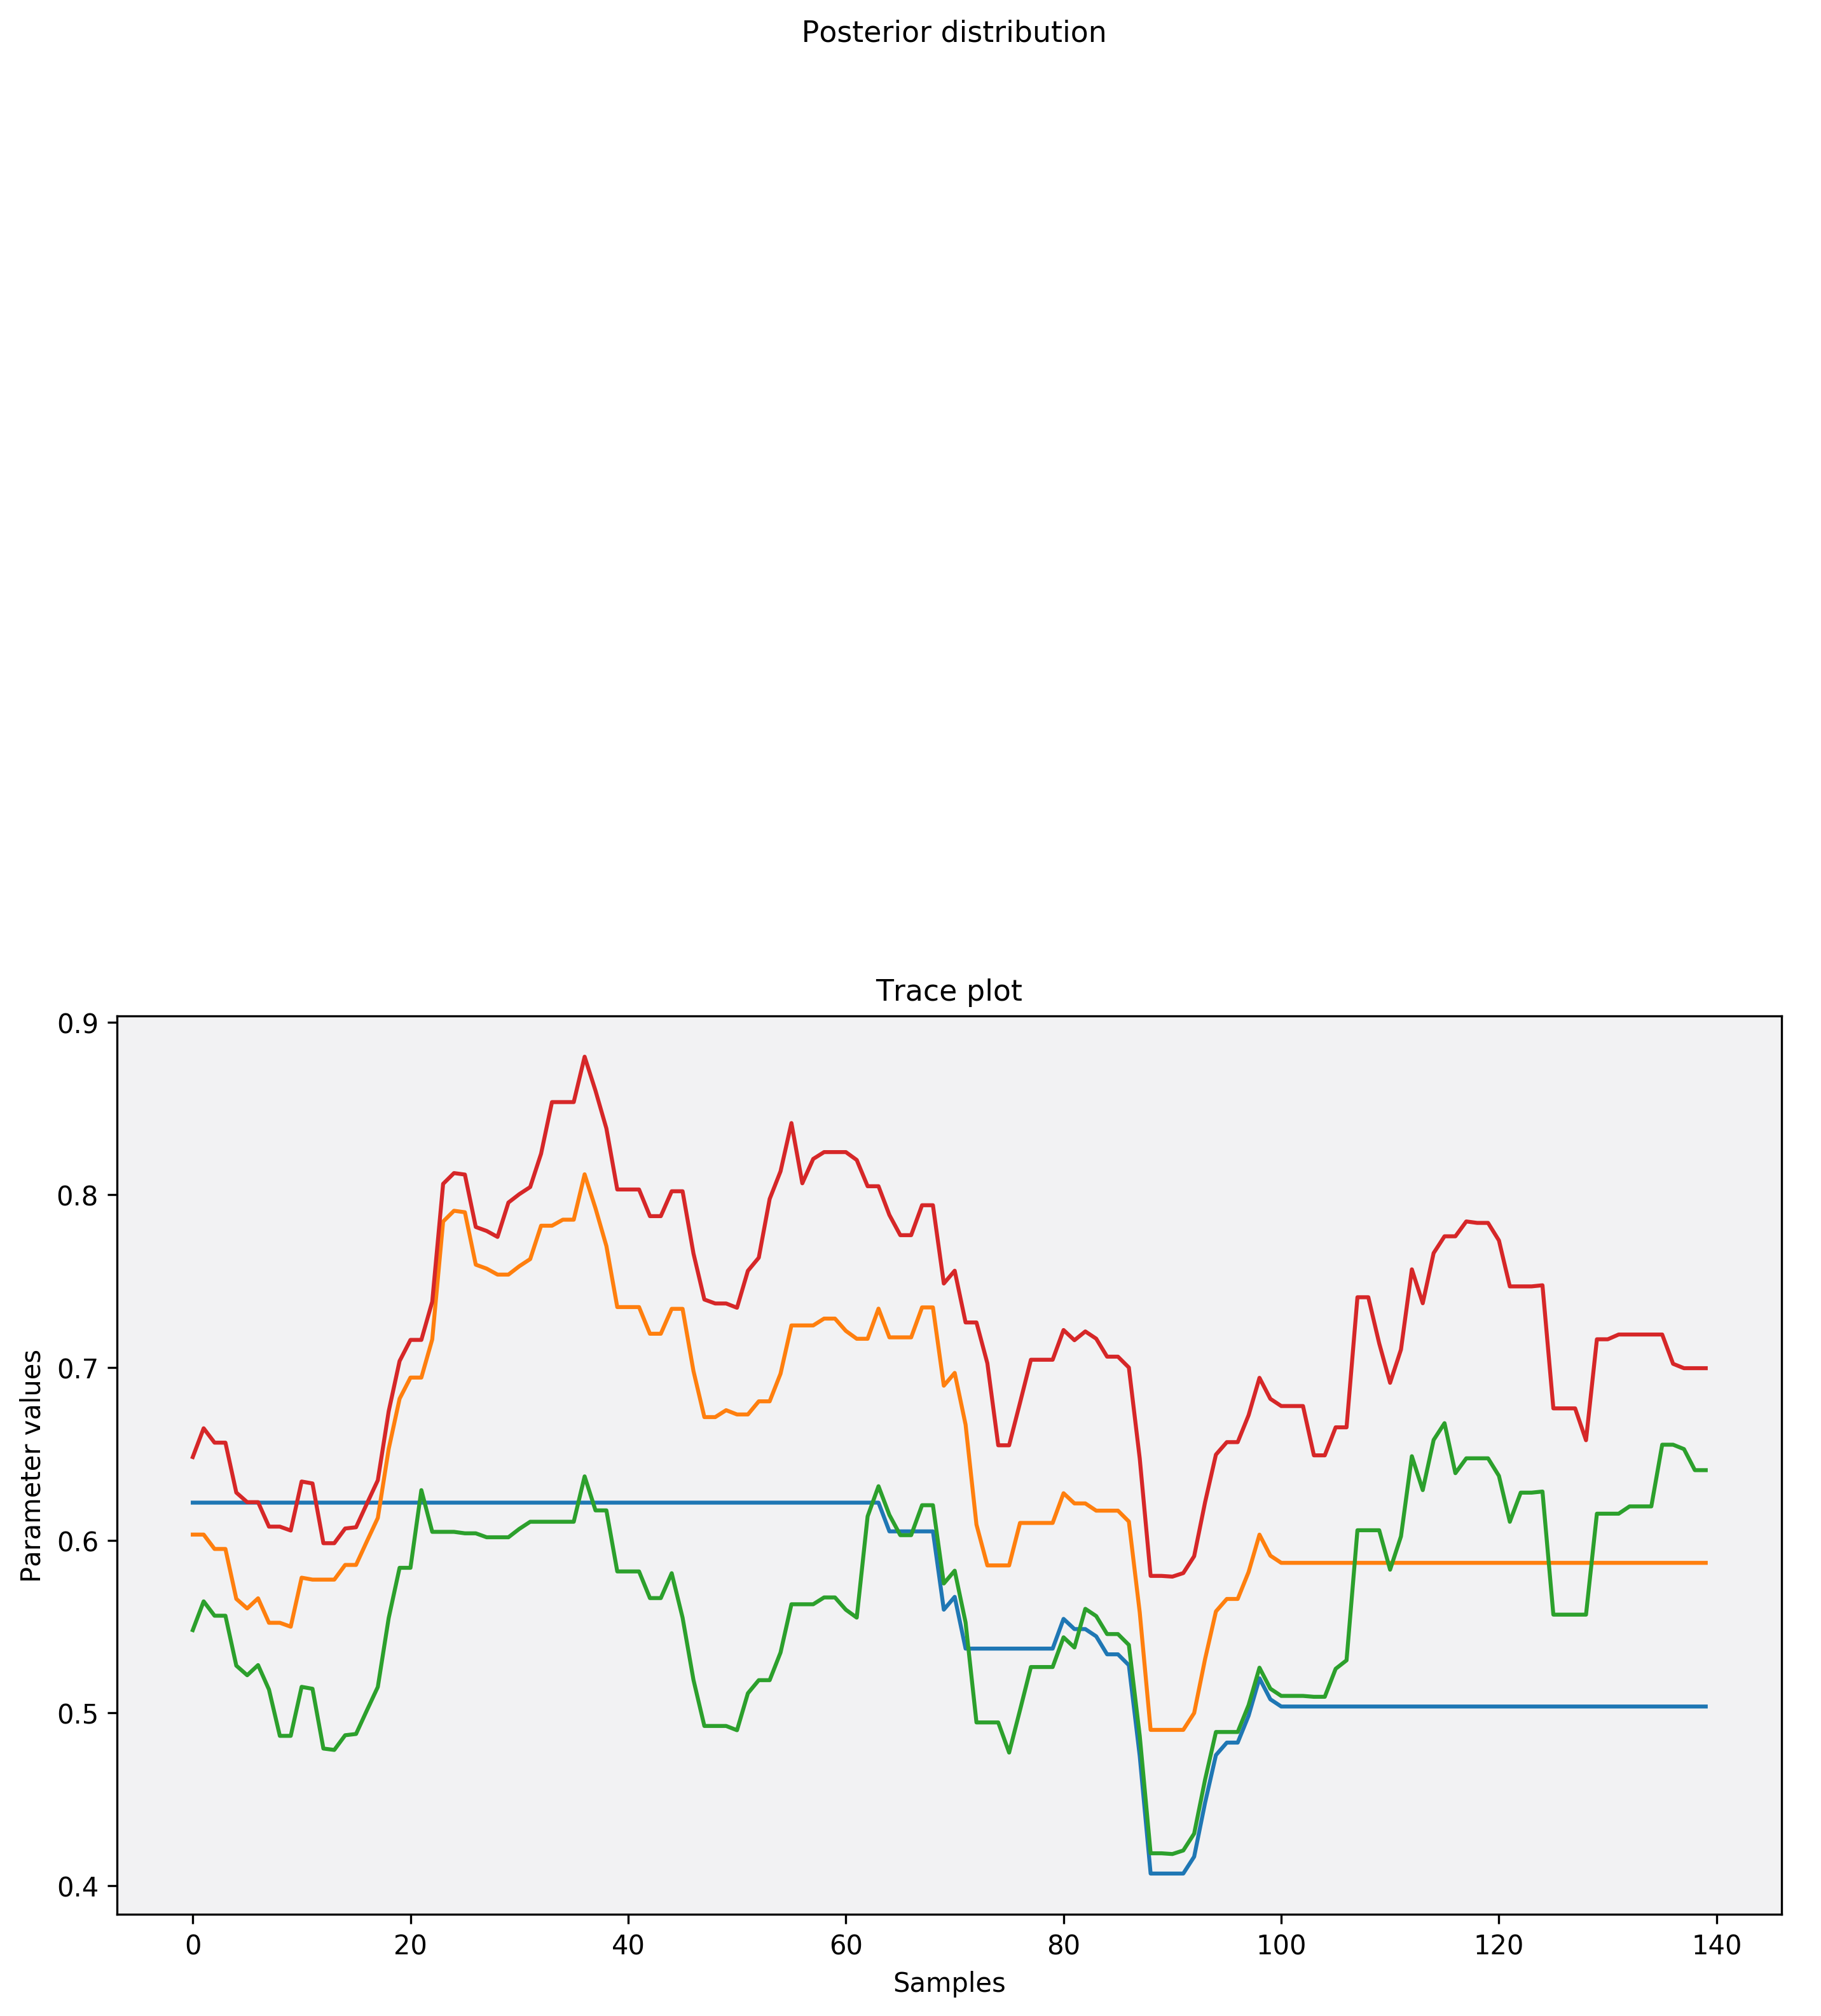 Posterior distribution
Trace plot
0.9
0.8
0.7
0.6
0.5
0.4
Parameter values
0 20 40 60 80 100 120 140
Samples